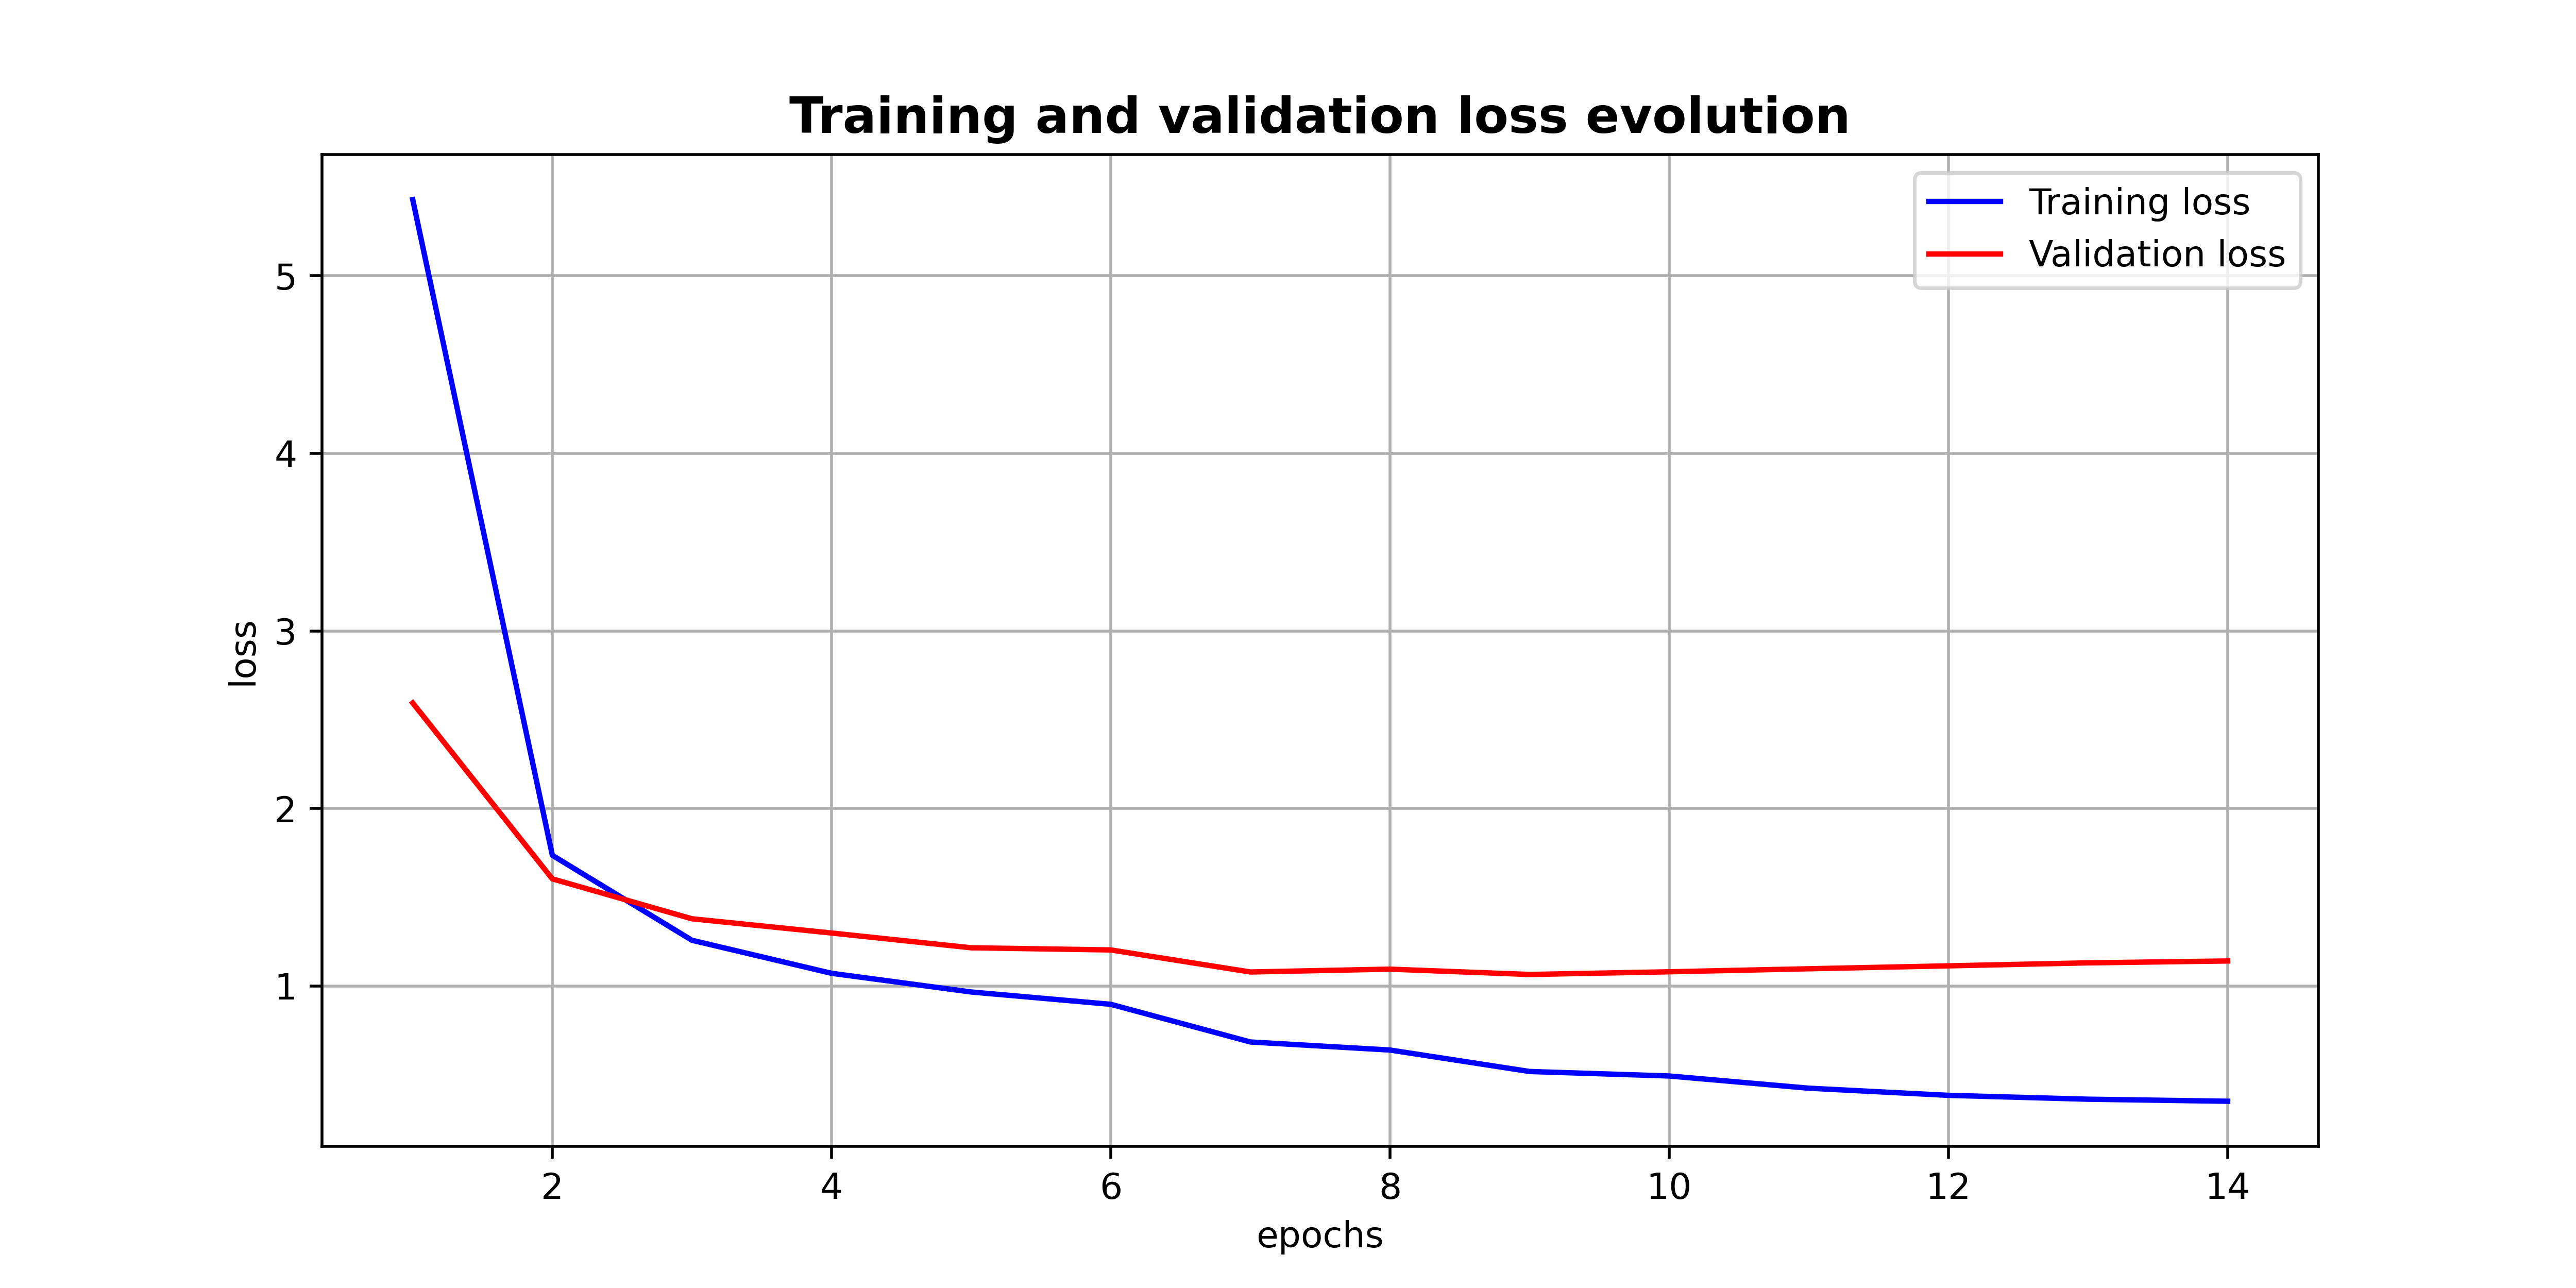 Training and validation loss evolution
Training loss
Validation loss
5
4
3
2
1
loss
2 4 6 8 10 12 14
epochs